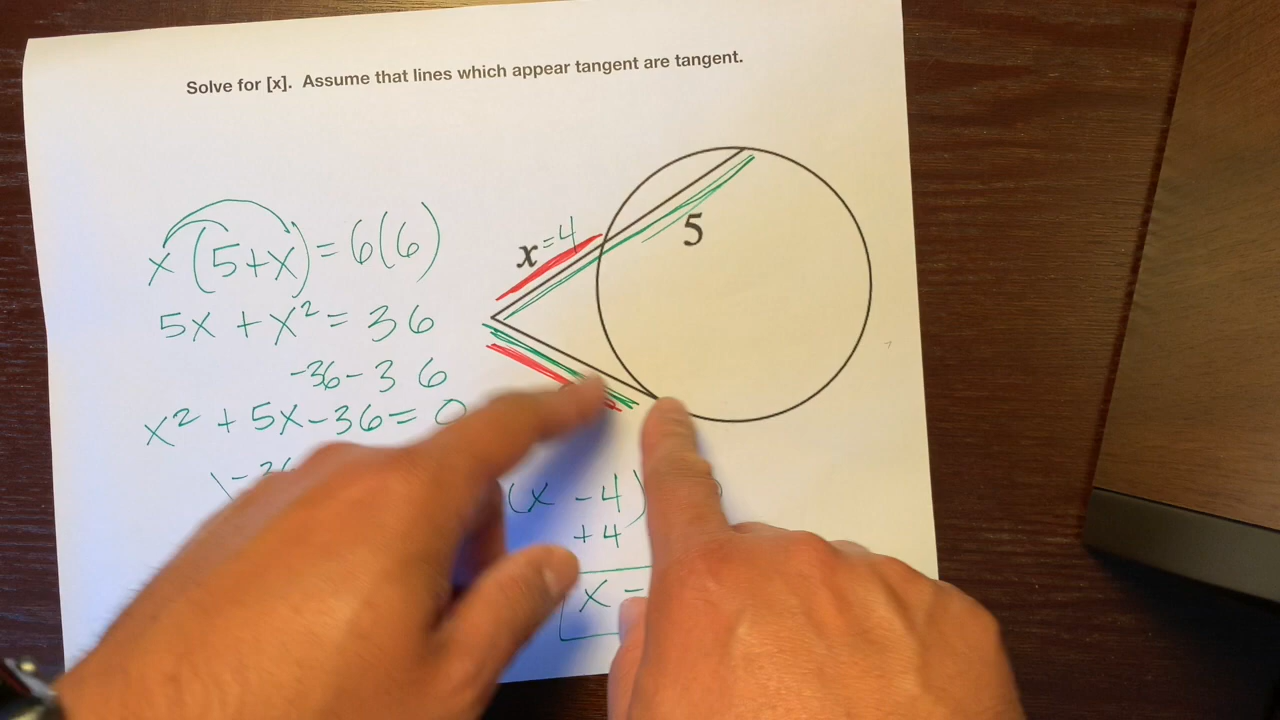 Solve for [x]. Assume that lines which appear tangent are tangent.
x=4
5
x(5+x)=6(6)
5x+x²=36
-36-36
x²+5x-36=0
(x-4)
+4
x